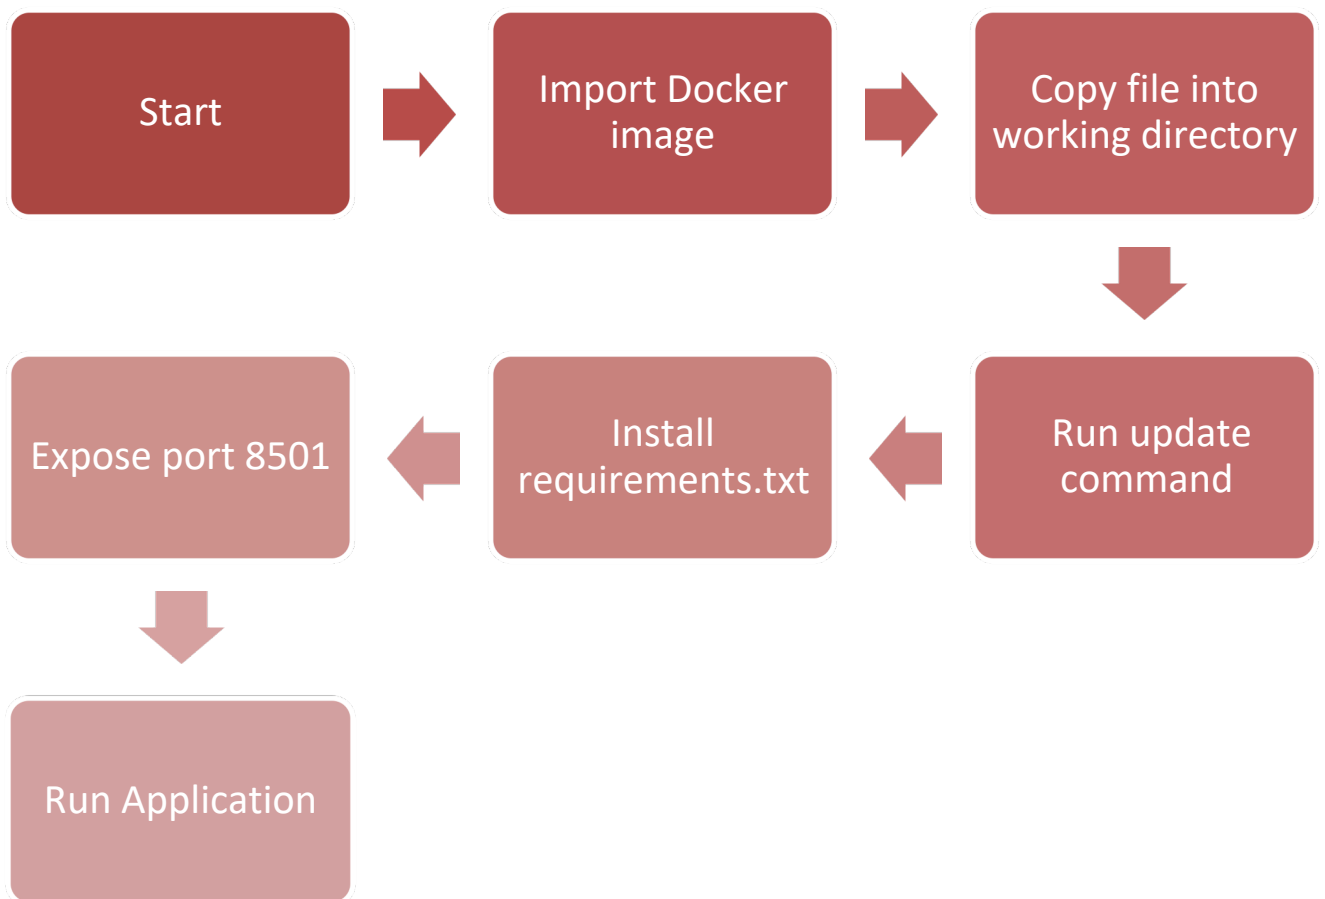 Start
Import Docker
image
Copy file into
working directory
Run update
command
Install
requirements.txt
Expose port 8501
Run Application